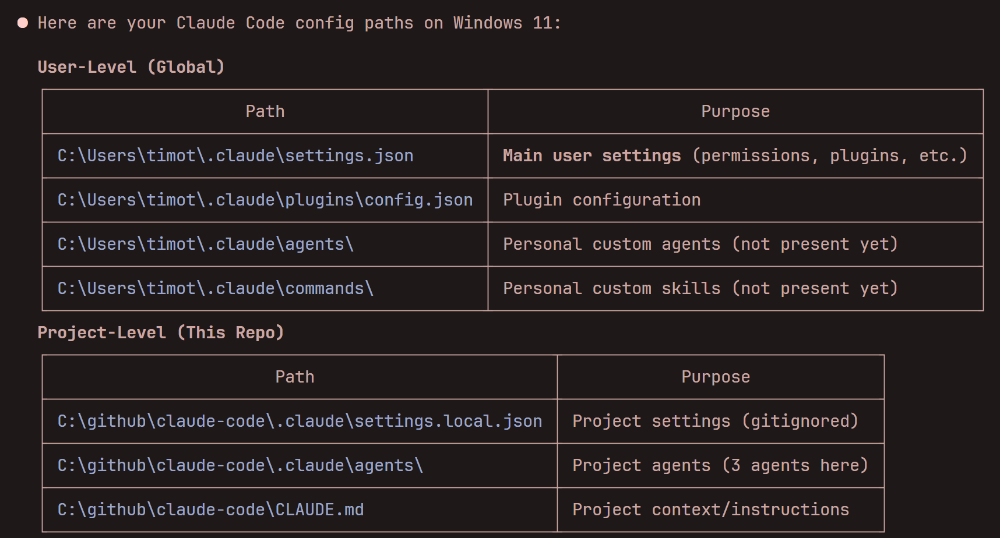 Here are your Claude Code config paths on Windows 11:
User-Level (Global)
Path Purpose
C:\Users\timot\.claude\settings.json Main user settings (permissions, plugins, etc.)
C:\Users\timot\.claude\plugins\config.json Plugin configuration
C:\Users\timot\.claude\agents\ Personal custom agents (not present yet)
C:\Users\timot\.claude\commands\ Personal custom skills (not present yet)
Project-Level (This Repo)
Path Purpose
C:\github\claude-code\.claude\settings.local.json Project settings (gitignored)
C:\github\claude-code\.claude\agents\ Project agents (3 agents here)
C:\github\claude-code\CLAUDE.md Project context/instructions